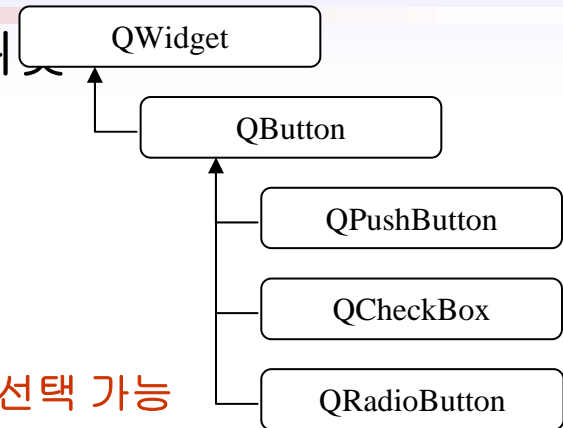 QWidget
QButton
QPushButton
QCheckBox
선택 가능
QRadioButton